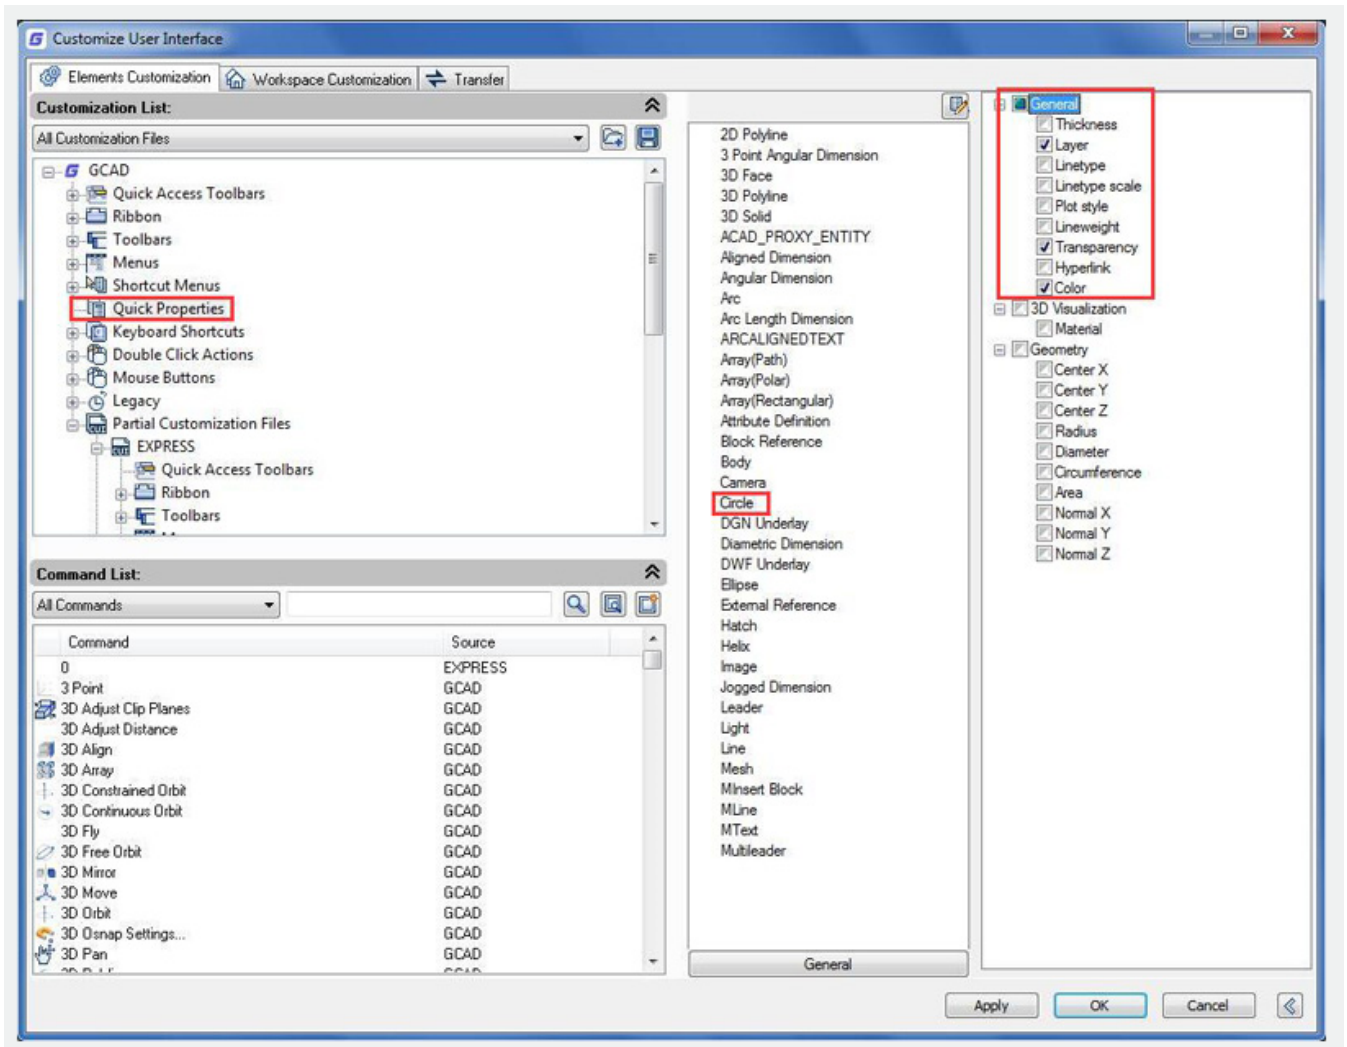 Customize User Interface
Elements Customization
Workspace Customization
Transfer
Customization List:
All Customization Files
GCAD
Quick Access Toolbars
Ribbon
Toolbars
Menus
Shortcut Menus
Quick Properties
Keyboard Shortcuts
Double Click Actions
Mouse Buttons
Legacy
Partial Customization Files
EXPRESS
Quick Access Toolbars
Ribbon
Toolbars
Command List:
All Commands
Command Source
0 EXPRESS
3 Point GCAD
3D Adjust Clip Planes GCAD
3D Adjust Distance GCAD
3D Align GCAD
3D Array GCAD
3D Constrained Orbit GCAD
3D Continuous Orbit GCAD
3D Fly GCAD
3D Free Orbit GCAD
3D Mirror GCAD
3D Move GCAD
3D Orbit GCAD
3D Osnap Settings... GCAD
3D Pan GCAD
2D Polyline
3 Point Angular Dimension
3D Face
3D Polyline
3D Solid
ACAD_PROXY_ENTITY
Aligned Dimension
Angular Dimension
Arc
Arc Length Dimension
ARCALIGNEDTEXT
Array(Path)
Array(Polar)
Array(Rectangular)
Attribute Definition
Block Reference
Body
Camera
Circle
DGN Underlay
Diametric Dimension
DWF Underlay
Ellipse
External Reference
Hatch
Helix
Image
Jogged Dimension
Leader
Light
Line
Mesh
MInsert Block
MLine
MText
Multileader
General
General
Thickness
Layer
Linetype
Linetype scale
Plot style
Lineweight
Transparency
Hyperlink
Color
3D Visualization
Material
Geometry
Center X
Center Y
Center Z
Radius
Diameter
Circumference
Area
Normal X
Normal Y
Normal Z
Apply
OK
Cancel